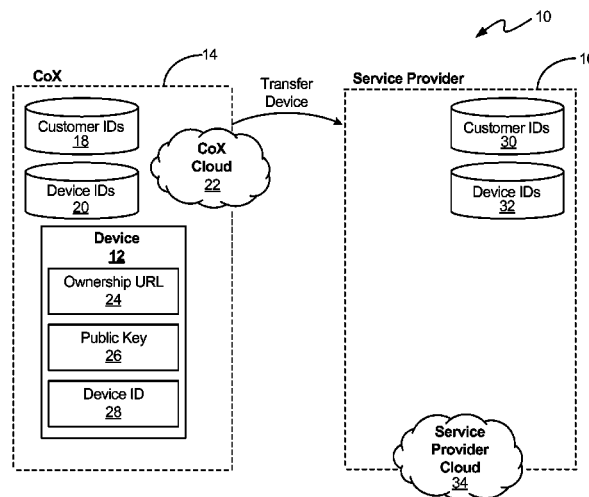 10
CoX
14
Transfer
Device
Service Provider
16
Customer IDs
18
Device IDs
20
CoX
Cloud
22
Customer IDs
30
Device IDs
32
Device
12
Ownership URL
24
Public Key
26
Device ID
28
Service
Provider
Cloud
34